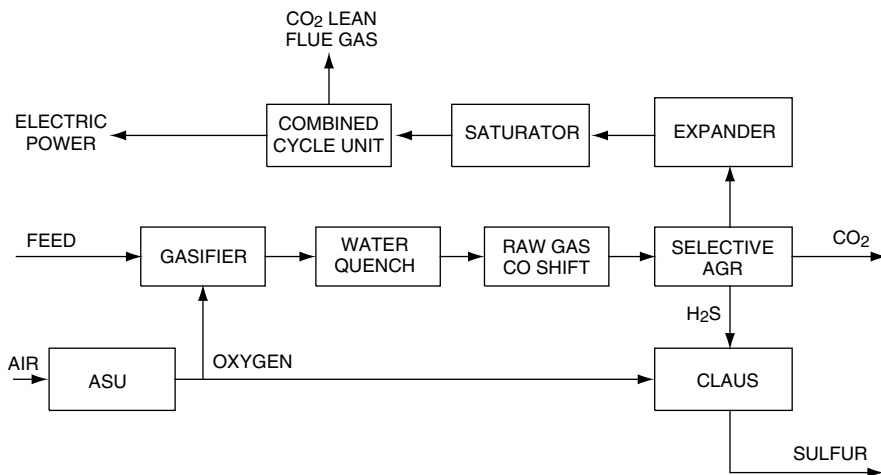 CO2 LEAN
FLUE GAS
ELECTRIC
POWER
COMBINED
CYCLE UNIT
SATURATOR
EXPANDER
FEED
GASIFIER
WATER
QUENCH
RAW GAS
CO SHIFT
SELECTIVE
AGR
CO2
H2S
AIR
ASU
OXYGEN
CLAUS
SULFUR